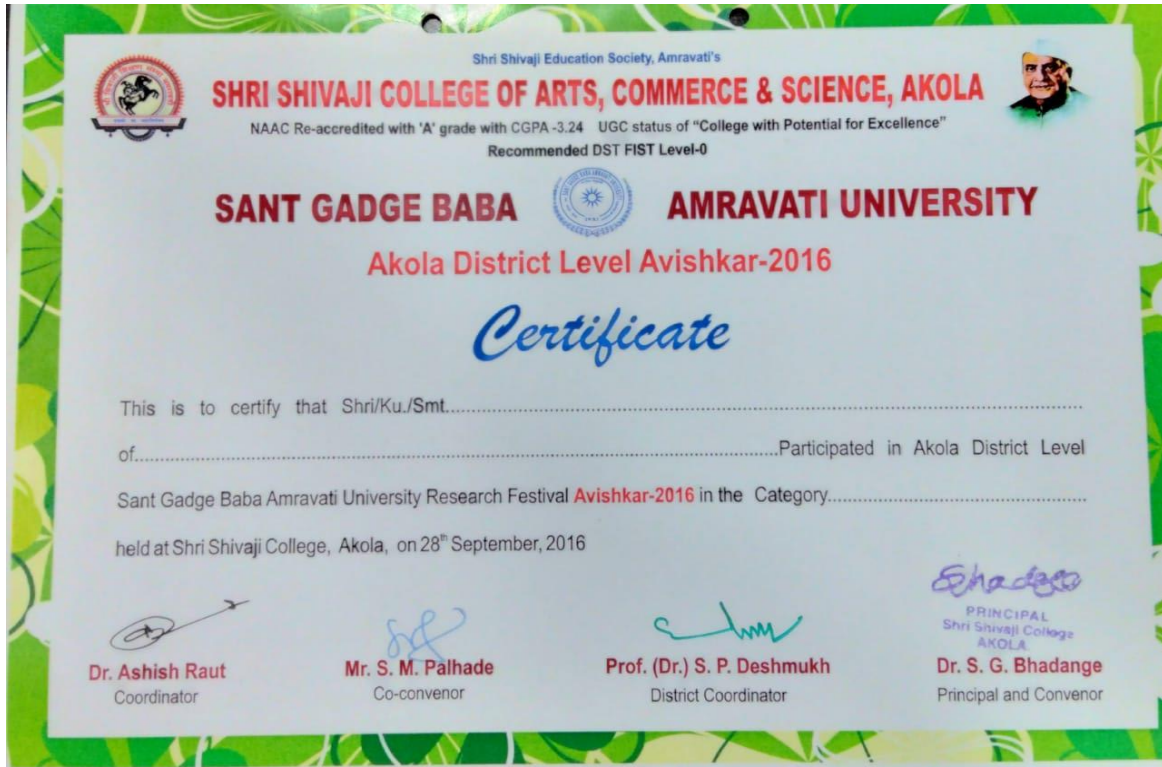 Shri Shivaji Education Society, Amravati's
SHRI SHIVAJI COLLEGE OF ARTS, COMMERCE & SCIENCE, AKOLA
NAAC Re-accredited with 'A' grade with CGPA -3.24 UGC status of "College with Potential for Excellence"
Recommended DST FIST Level-0
SANT GADGE BABA AMRAVATI UNIVERSITY
Akola District Level Avishkar-2016
Certificate
This is to certify that Shri/Ku./Smt.....................................................................
of.....................................................................Participated in Akola District Level
Sant Gadge Baba Amravati University Research Festival Avishkar-2016 in the Category.............................................
held at Shri Shivaji College, Akola, on 28th September, 2016
PRINCIPAL
Shri Shivaji College
AKOLA
Dr. Ashish Raut Mr. S. M. Palhade Prof. (Dr.) S. P. Deshmukh Dr. S. G. Bhadange
Coordinator Co-convenor District Coordinator Principal and Convenor